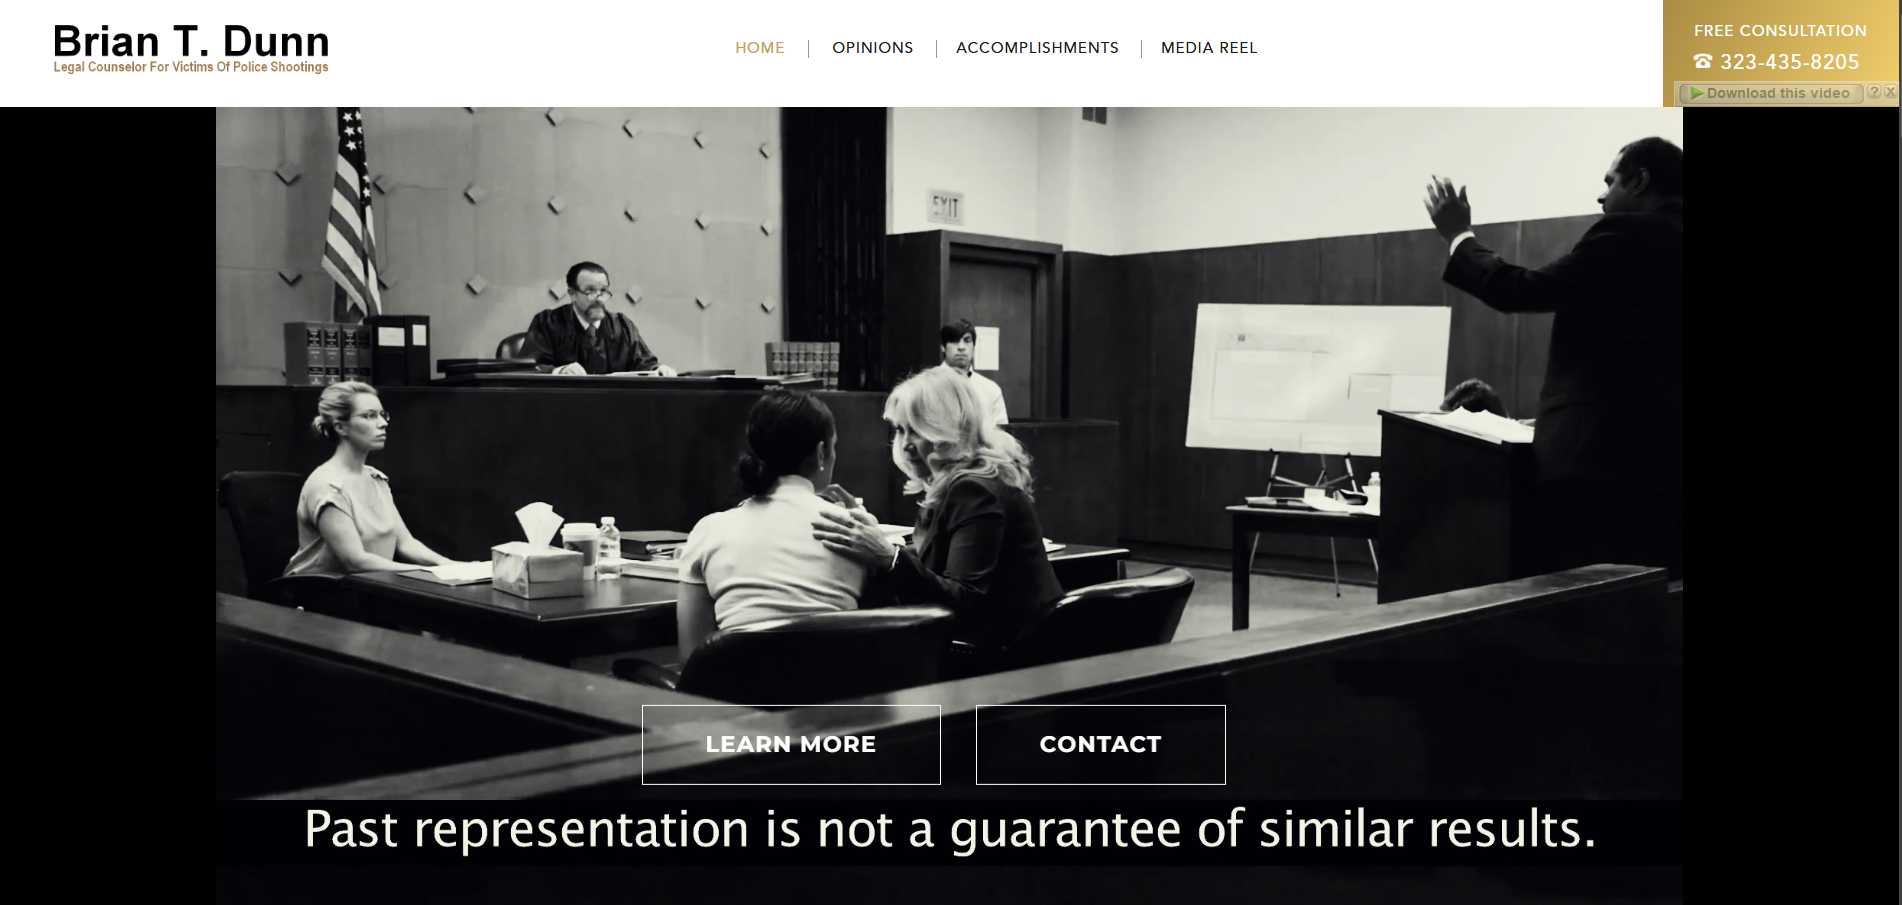 Brian T. Dunn
Legal Counselor For Victims Of Police Shootings
HOME
OPINIONS
ACCOMPLISHMENTS
MEDIA REEL
FREE CONSULTATION
323-435-8205
Download this video ? X
EXIT
LEARN MORE
CONTACT
Past representation is not a guarantee of similar results.